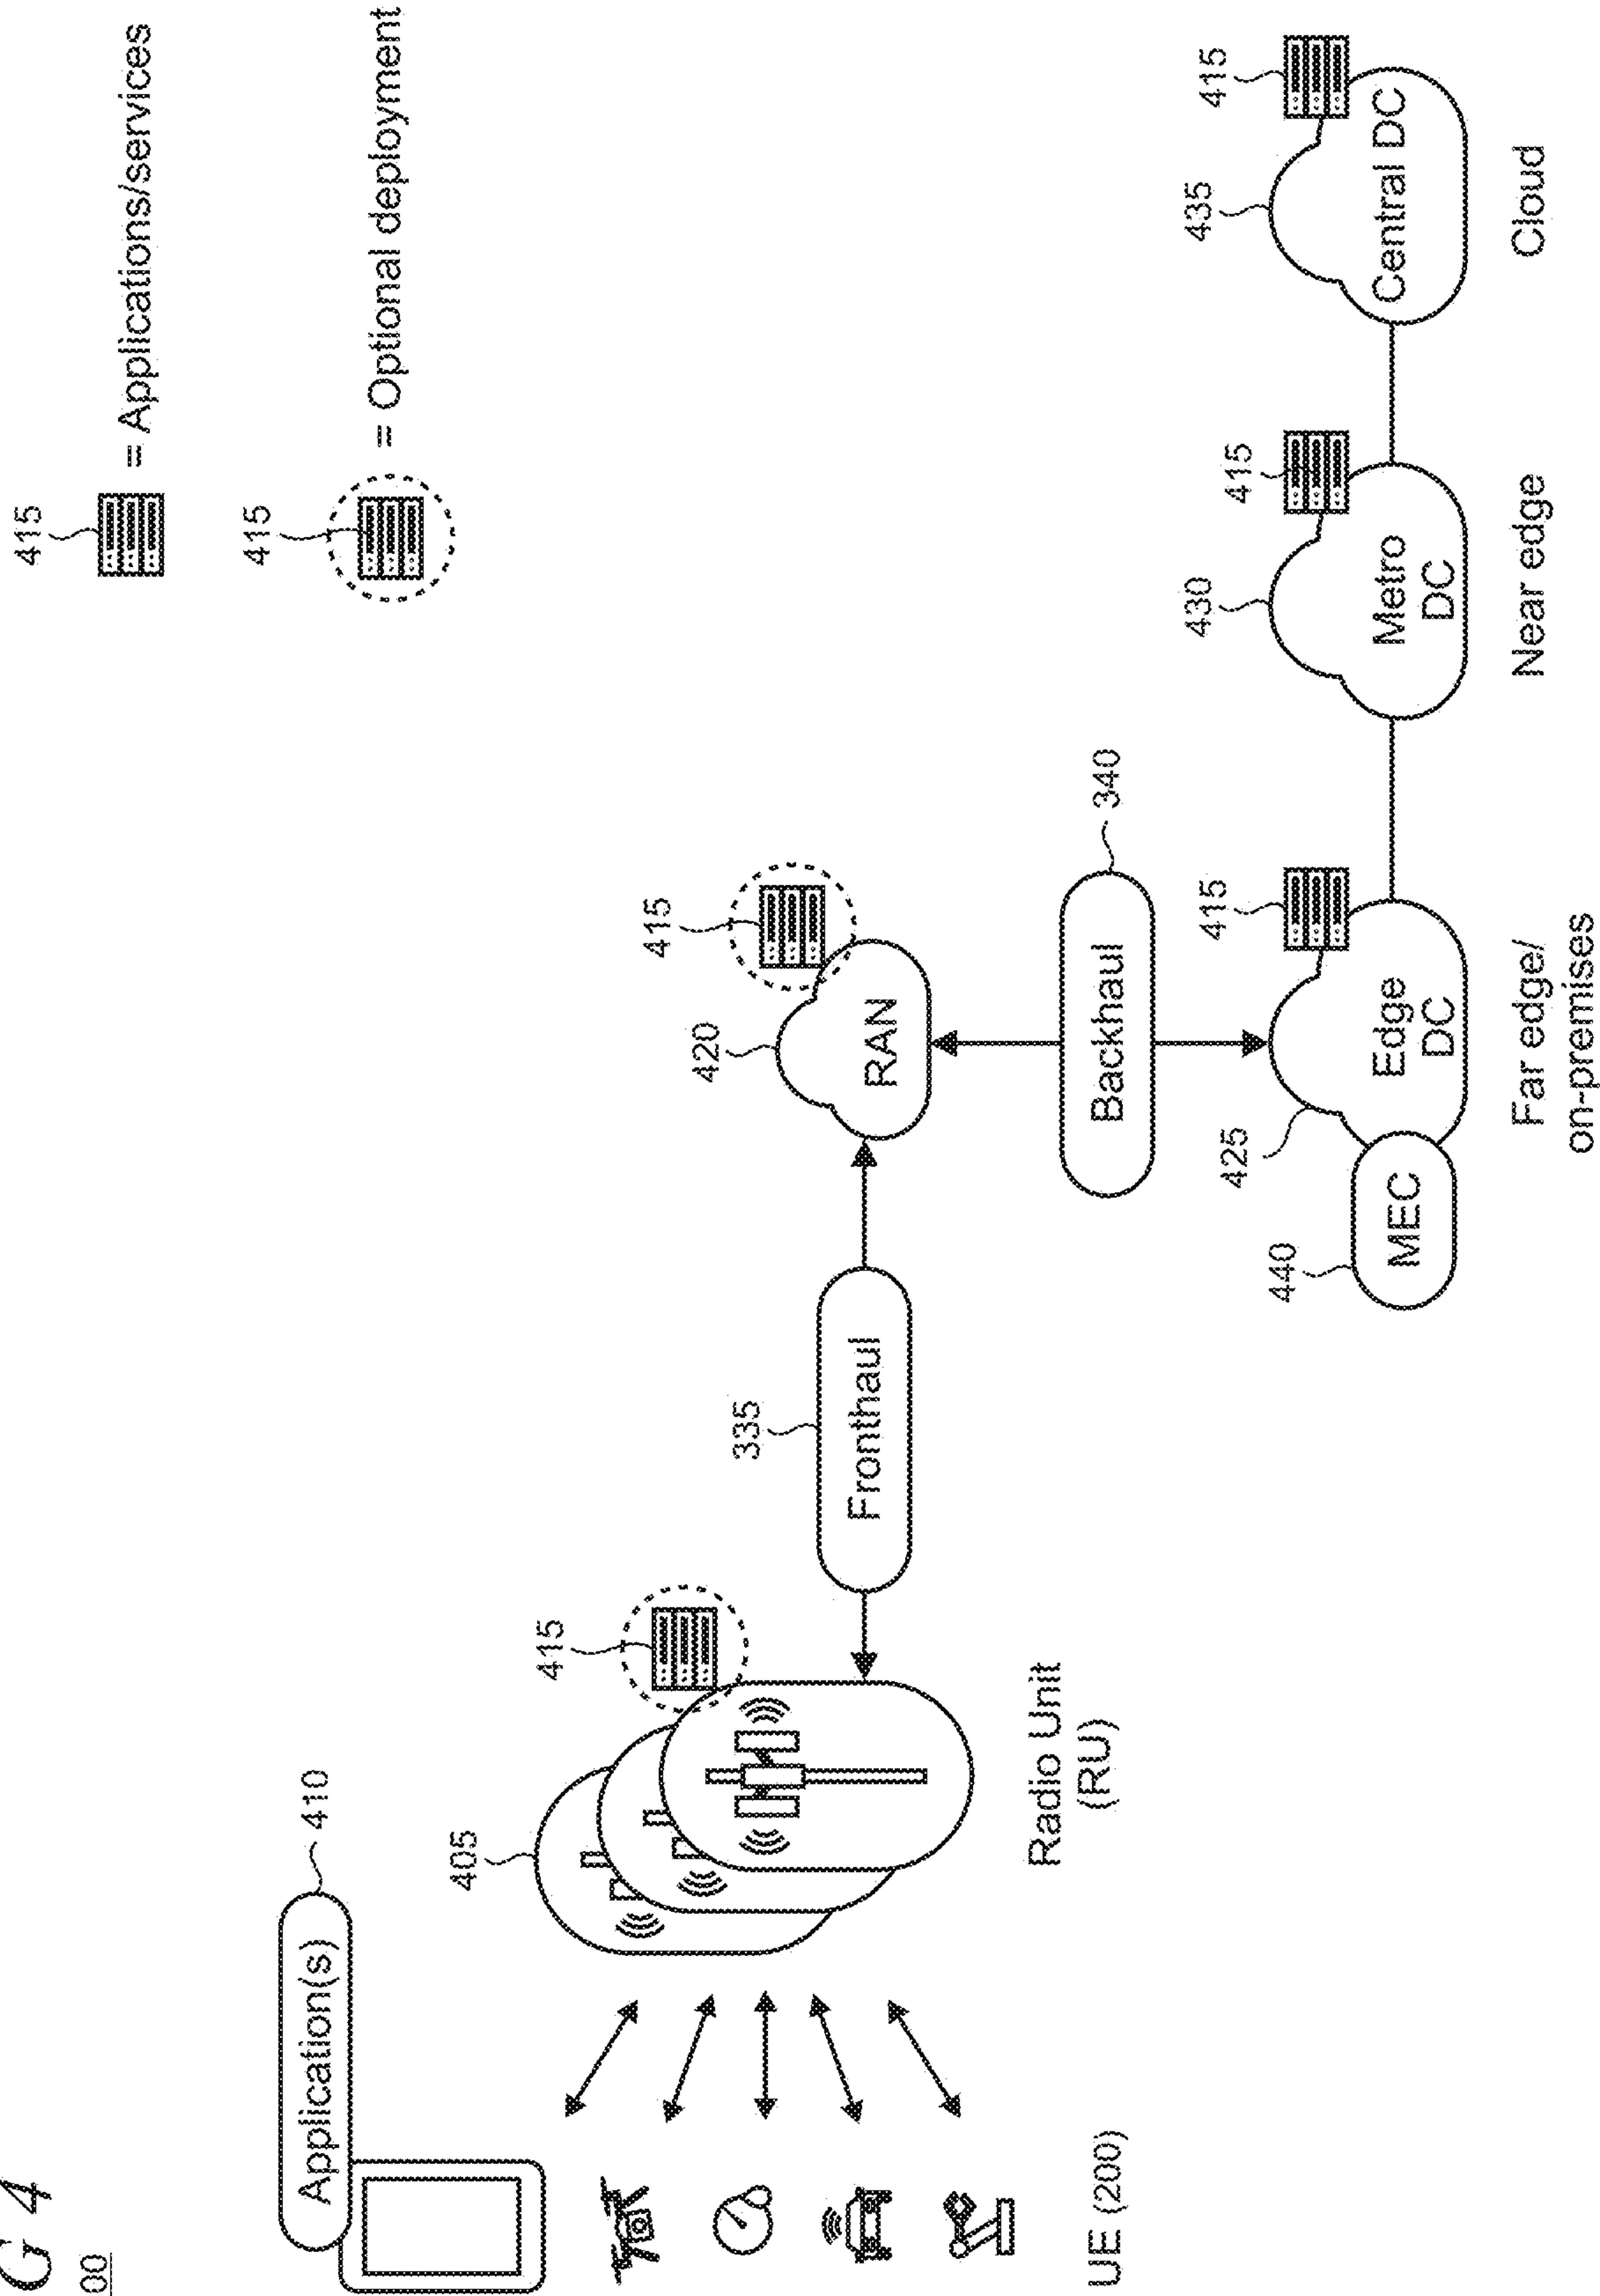 G 4
00
415
= Applications/services
415
= Optional deployment
410
Application(s)
405
415
335
Fronthaul
415
420
RAN
Backhaul
340
UE (200)
Radio Unit
(RU)
440
MEC
425
415
Edge
DC
Far edge/
on-premises
430
415
Metro
DC
Near edge
435
415
Central DC
Cloud